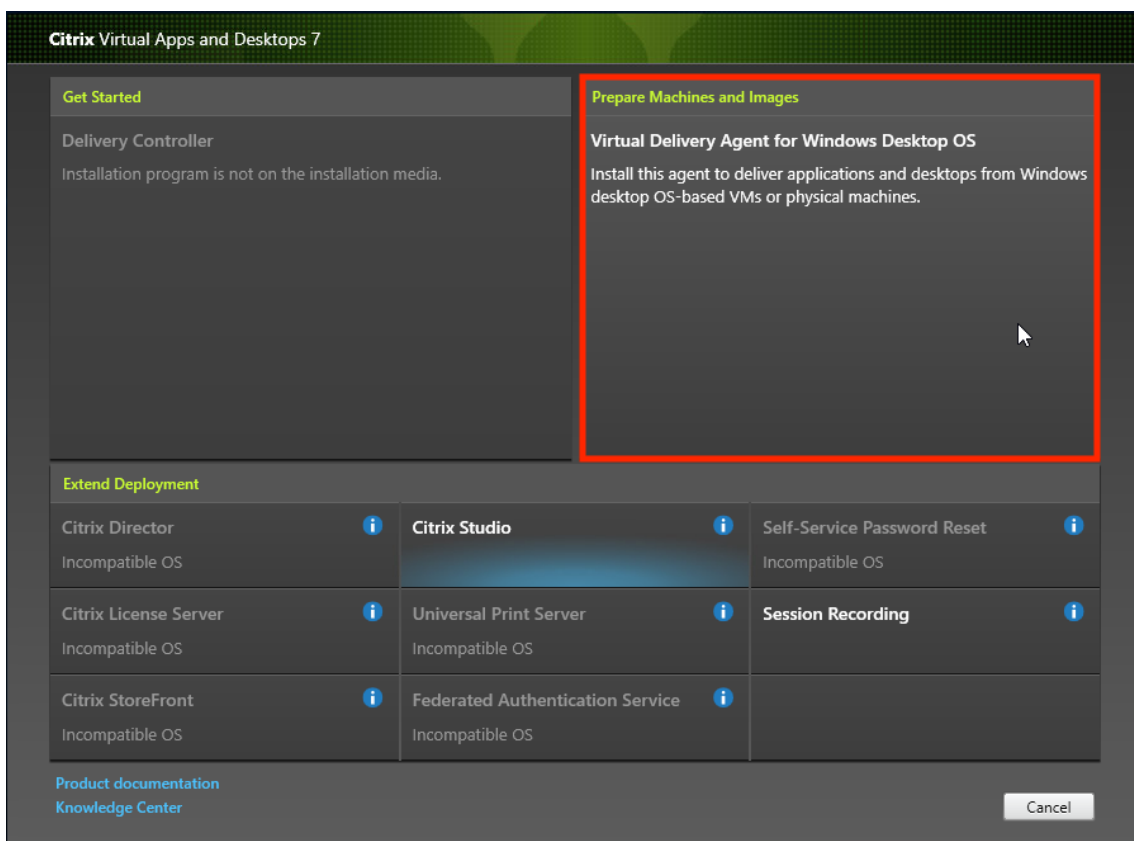 Citrix Virtual Apps and Desktops 7
Get Started
Delivery Controller
Installation program is not on the installation media.
Prepare Machines and Images
Virtual Delivery Agent for Windows Desktop OS
Install this agent to deliver applications and desktops from Windows
desktop OS-based VMs or physical machines.
Extend Deployment
Citrix Director
Incompatible OS
Citrix Studio
Self-Service Password Reset
Incompatible OS
Citrix License Server
Incompatible OS
Universal Print Server
Incompatible OS
Session Recording
Citrix StoreFront
Incompatible OS
Federated Authentication Service
Incompatible OS
Product documentation
Knowledge Center
Cancel